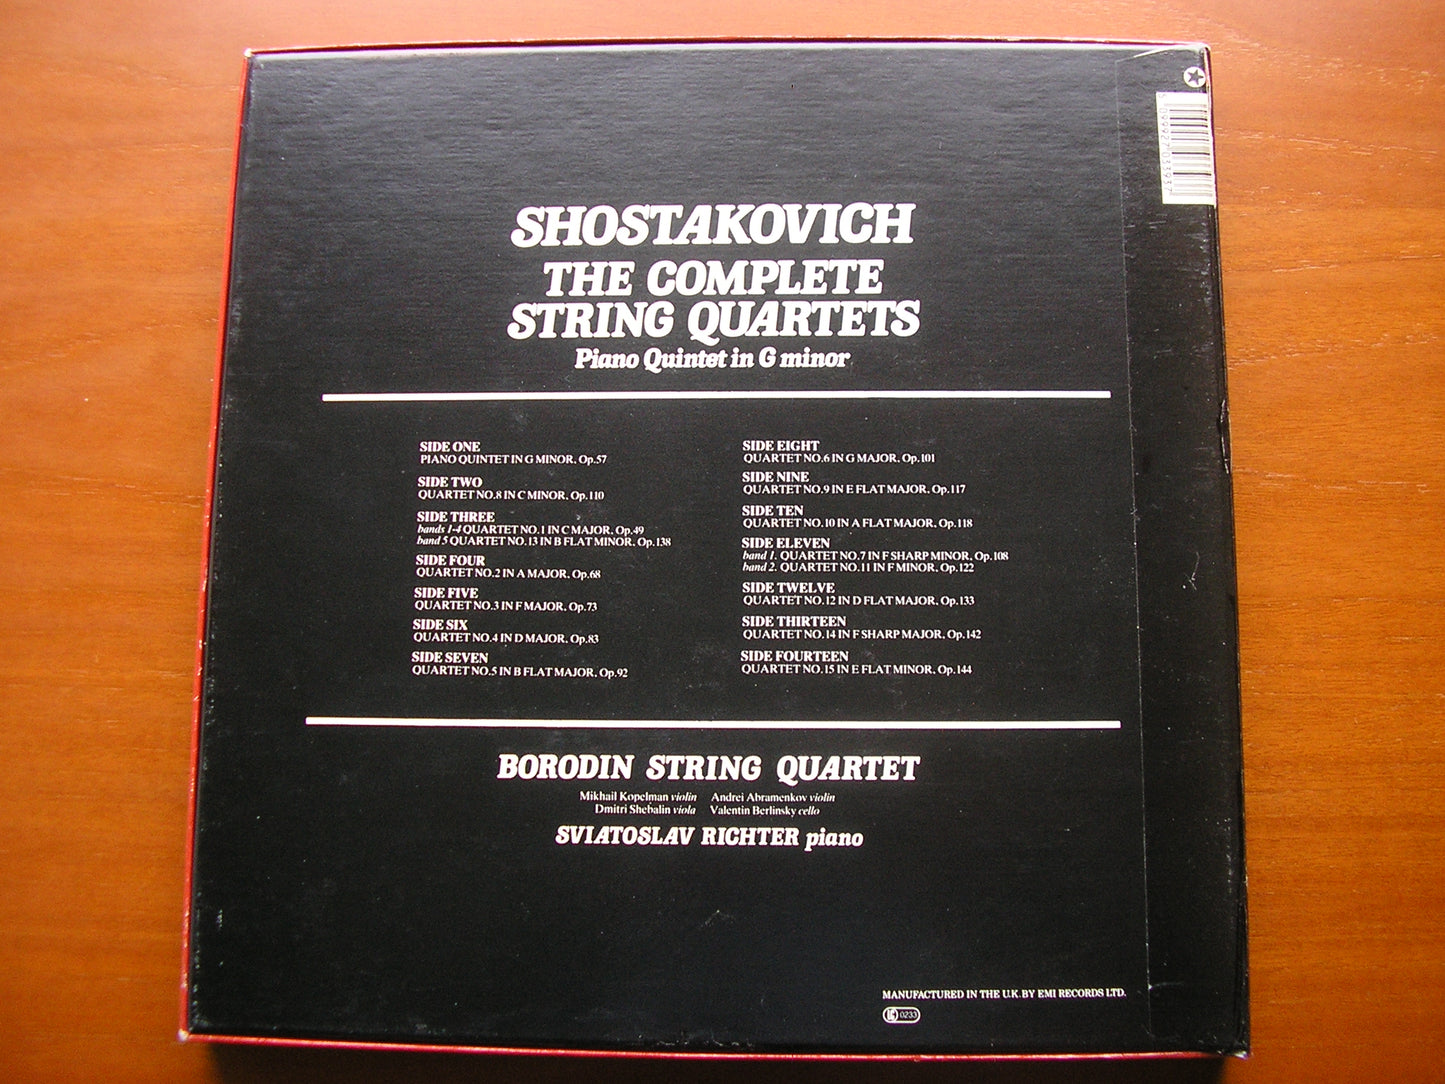 SHOSTAKOVICH
THE COMPLETE
STRING QUARTETS
Piano Quintet in G minor
SIDE ONE
PIANO QUINTET IN G MINOR, Op.57
SIDE TWO
QUARTET NO.8 IN C MINOR, Op.110
SIDE THREE
bands 1-4 QUARTET NO.1 IN C MAJOR, Op.49
band 5 QUARTET NO.13 IN B FLAT MINOR, Op.138
SIDE FOUR
QUARTET NO.2 IN A MAJOR, Op.68
SIDE FIVE
QUARTET NO.3 IN F MAJOR, Op.73
SIDE SIX
QUARTET NO.4 IN D MAJOR, Op.83
SIDE SEVEN
QUARTET NO.5 IN B FLAT MAJOR, Op.92
SIDE EIGHT
QUARTET NO.6 IN G MAJOR, Op.101
SIDE NINE
QUARTET NO.9 IN E FLAT MAJOR, Op.117
SIDE TEN
QUARTET NO.10 IN A FLAT MAJOR, Op.118
SIDE ELEVEN
band 1. QUARTET NO.7 IN F SHARP MINOR, Op.108
band 2. QUARTET NO.11 IN F MINOR, Op.122
SIDE TWELVE
QUARTET NO.12 IN D FLAT MAJOR, Op.133
SIDE THIRTEEN
QUARTET NO.14 IN F SHARP MAJOR, Op.142
SIDE FOURTEEN
QUARTET NO.15 IN E FLAT MINOR, Op.144
BORODIN STRING QUARTET
Mikhail Kopelman violin Andrei Abramenkov violin
Dmitri Shebalin viola Valentin Berlinsky cello
SVIATOSLAV RICHTER piano
MANUFACTURED IN THE U.K. BY EMI RECORDS LTD.
0233